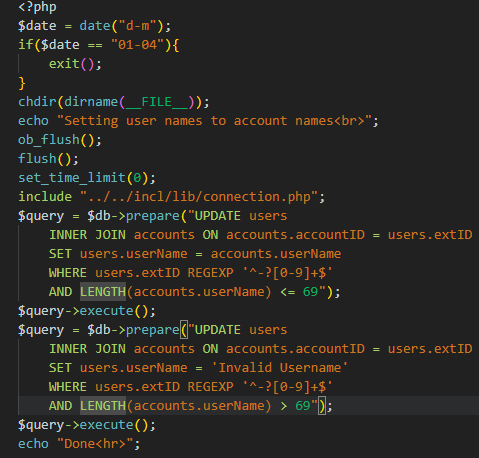 <?php
$date = date("d-m");
if($date == "01-04"){
    exit();
}
chdir(dirname(__FILE__));
echo "Setting user names to account names<br>";
ob_flush();
flush();
set_time_limit(0);
include "../../incl/lib/connection.php";
$query = $db->prepare("UPDATE users
    INNER JOIN accounts ON accounts.accountID = users.extID
    SET users.userName = accounts.userName
    WHERE users.extID REGEXP '^-?[0-9]+$'
    AND LENGTH(accounts.userName) <= 69");
$query->execute();
$query = $db->prepare("UPDATE users
    INNER JOIN accounts ON accounts.accountID = users.extID
    SET users.userName = 'Invalid Username'
    WHERE users.extID REGEXP '^-?[0-9]+$'
    AND LENGTH(accounts.userName) > 69");
$query->execute();
echo "Done<hr>";